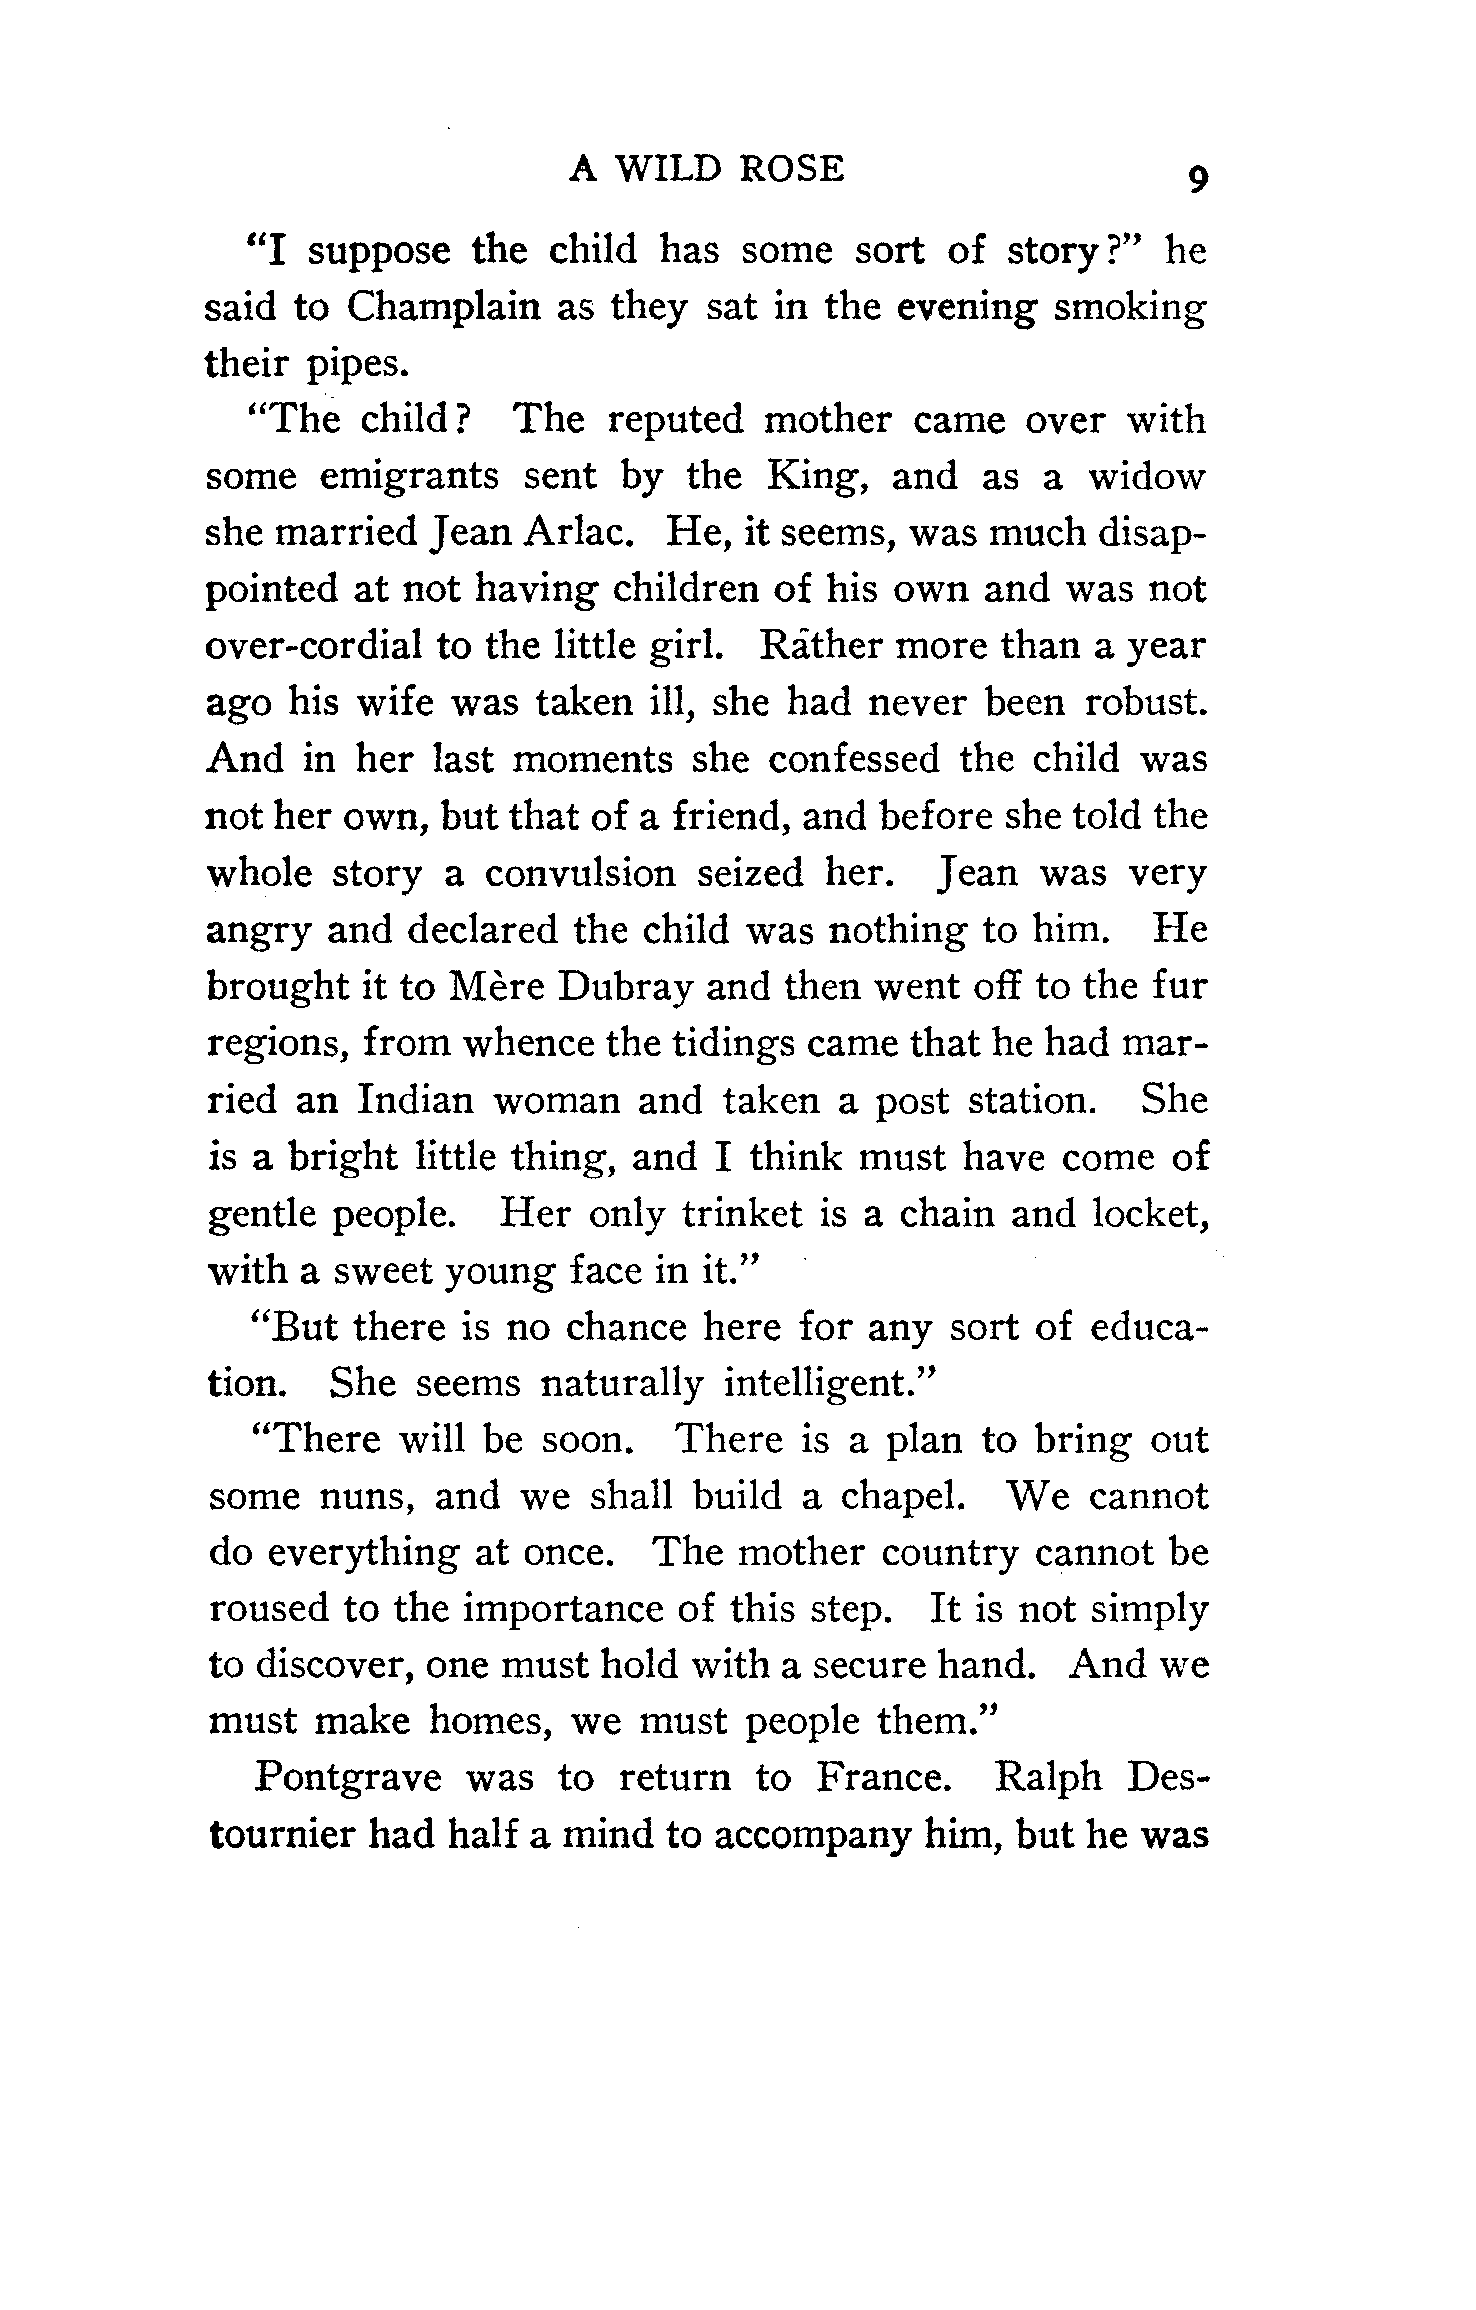 A WILD ROSE 9
"I suppose the child has some sort of story?" he
said to Champlain as they sat in the evening smoking
their pipes.
"The child? The reputed mother came over with
some emigrants sent by the King, and as a widow
she married Jean Arlac. He, it seems, was much disap-
pointed at not having children of his own and was not
over-cordial to the little girl. Rather more than a year
ago his wife was taken ill, she had never been robust.
And in her last moments she confessed the child was
not her own, but that of a friend, and before she told the
whole story a convulsion seized her. Jean was very
angry and declared the child was nothing to him. He
brought it to Mère Dubray and then went off to the fur
regions, from whence the tidings came that he had mar-
ried an Indian woman and taken a post station. She
is a bright little thing, and I think must have come of
gentle people. Her only trinket is a chain and locket,
with a sweet young face in it."
"But there is no chance here for any sort of educa-
tion. She seems naturally intelligent."
"There will be soon. There is a plan to bring out
some nuns, and we shall build a chapel. We cannot
do everything at once. The mother country cannot be
roused to the importance of this step. It is not simply
to discover, one must hold with a secure hand. And we
must make homes, we must people them."
Pontgrave was to return to France. Ralph Des-
tournier had half a mind to accompany him, but he was